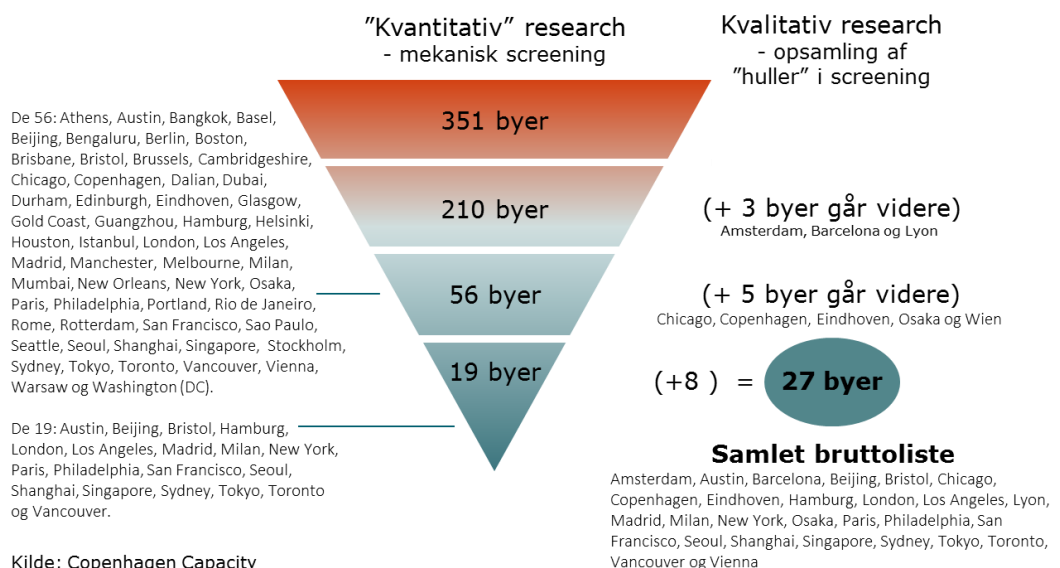 ”Kvantitativ” research
- mekanisk screening
Kvalitativ research
- opsamling af
”huller” i screening
De 56: Athens, Austin, Bangkok, Basel,
Beijing, Bengaluru, Berlin, Boston,
Brisbane, Bristol, Brussels, Cambridgeshire,
Chicago, Copenhagen, Dalian, Dubai,
Durham, Edinburgh, Eindhoven, Glasgow,
Gold Coast, Guangzhou, Hamburg, Helsinki,
Houston, Istanbul, London, Los Angeles,
Madrid, Manchester, Melbourne, Milan,
Mumbai, New Orleans, New York, Osaka,
Paris, Philadelphia, Portland, Rio de Janeiro,
Rome, Rotterdam, San Francisco, Sao Paulo,
Seattle, Seoul, Shanghai, Singapore, Stockholm,
Sydney, Tokyo, Toronto, Vancouver, Vienna,
Warsaw og Washington (DC).
De 19: Austin, Beijing, Bristol, Hamburg,
London, Los Angeles, Madrid, Milan, New York,
Paris, Philadelphia, San Francisco, Seoul,
Shanghai, Singapore, Sydney, Tokyo, Toronto
og Vancouver.
Kilde: Copenhagen Capacity
351 byer
210 byer
56 byer
19 byer
(+ 3 byer går videre)
Amsterdam, Barcelona og Lyon
(+ 5 byer går videre)
Chicago, Copenhagen, Eindhoven, Osaka og Wien
(+8 ) = 27 byer
Samlet bruttoliste
Amsterdam, Austin, Barcelona, Beijing, Bristol, Chicago,
Copenhagen, Eindhoven, Hamburg, London, Los Angeles, Lyon,
Madrid, Milan, New York, Osaka, Paris, Philadelphia, San
Francisco, Seoul, Shanghai, Singapore, Sydney, Tokyo, Toronto,
Vancouver og Vienna